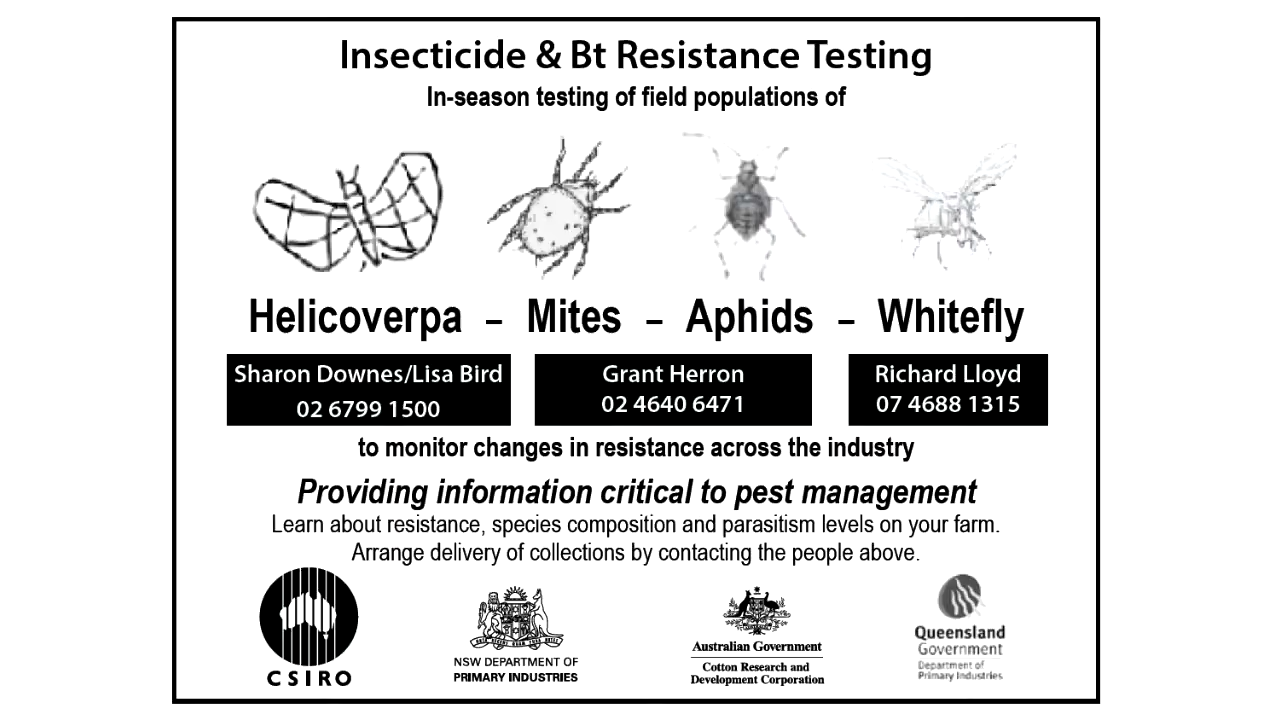 Insecticide & Bt Resistance Testing
In-season testing of field populations of
Helicoverpa – Mites – Aphids – Whitefly
Sharon Downes/Lisa Bird
02 6799 1500
Grant Herron
02 4640 6471
Richard Lloyd
07 4688 1315
to monitor changes in resistance across the industry
Providing information critical to pest management
Learn about resistance, species composition and parasitism levels on your farm.
Arrange delivery of collections by contacting the people above.
CSIRO
NSW DEPARTMENT OF
PRIMARY INDUSTRIES
Australian Government
Cotton Research and
Development Corporation
Queensland
Government
Department of
Primary Industries